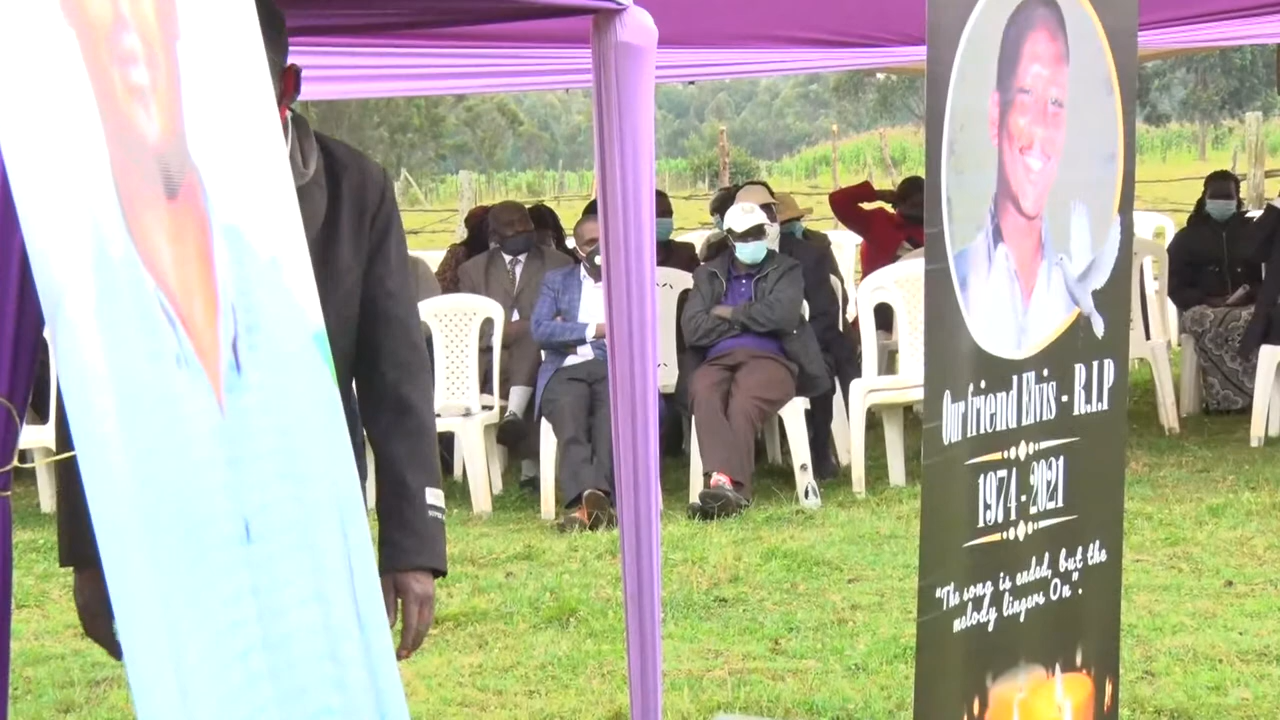 Our friend Elvis - R.I.P
1974 - 2021
"The song is ended, but the
melody lingers On".